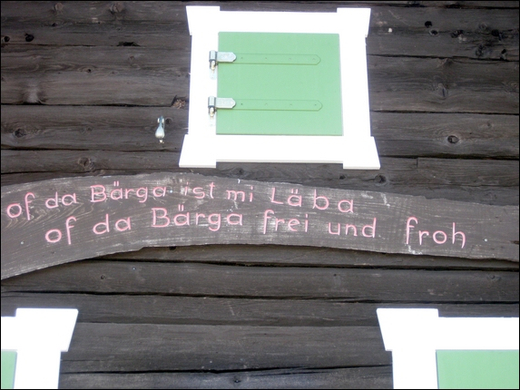 of da Bärga ist mi Läba
of da Bärga frei und froh